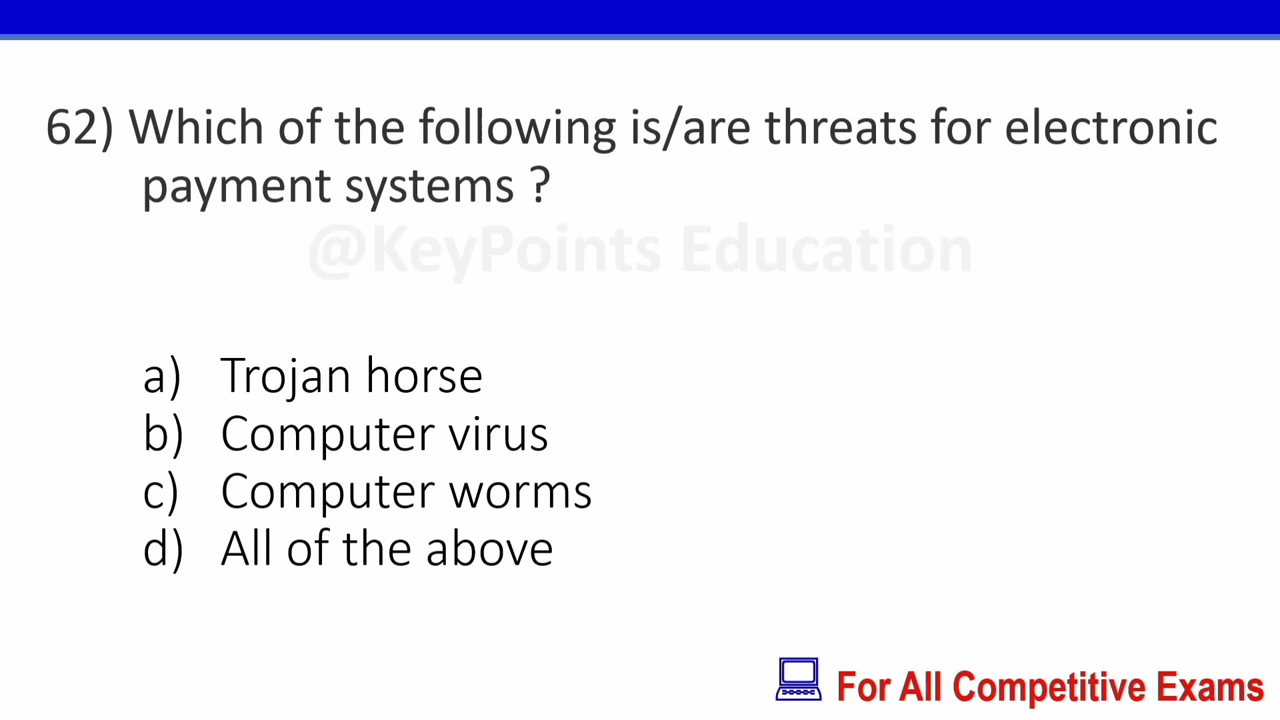 62) Which of the following is/are threats for electronic
payment systems ?
@KeyPoints Education
a) Trojan horse
b) Computer virus
c) Computer worms
d) All of the above
For All Competitive Exams